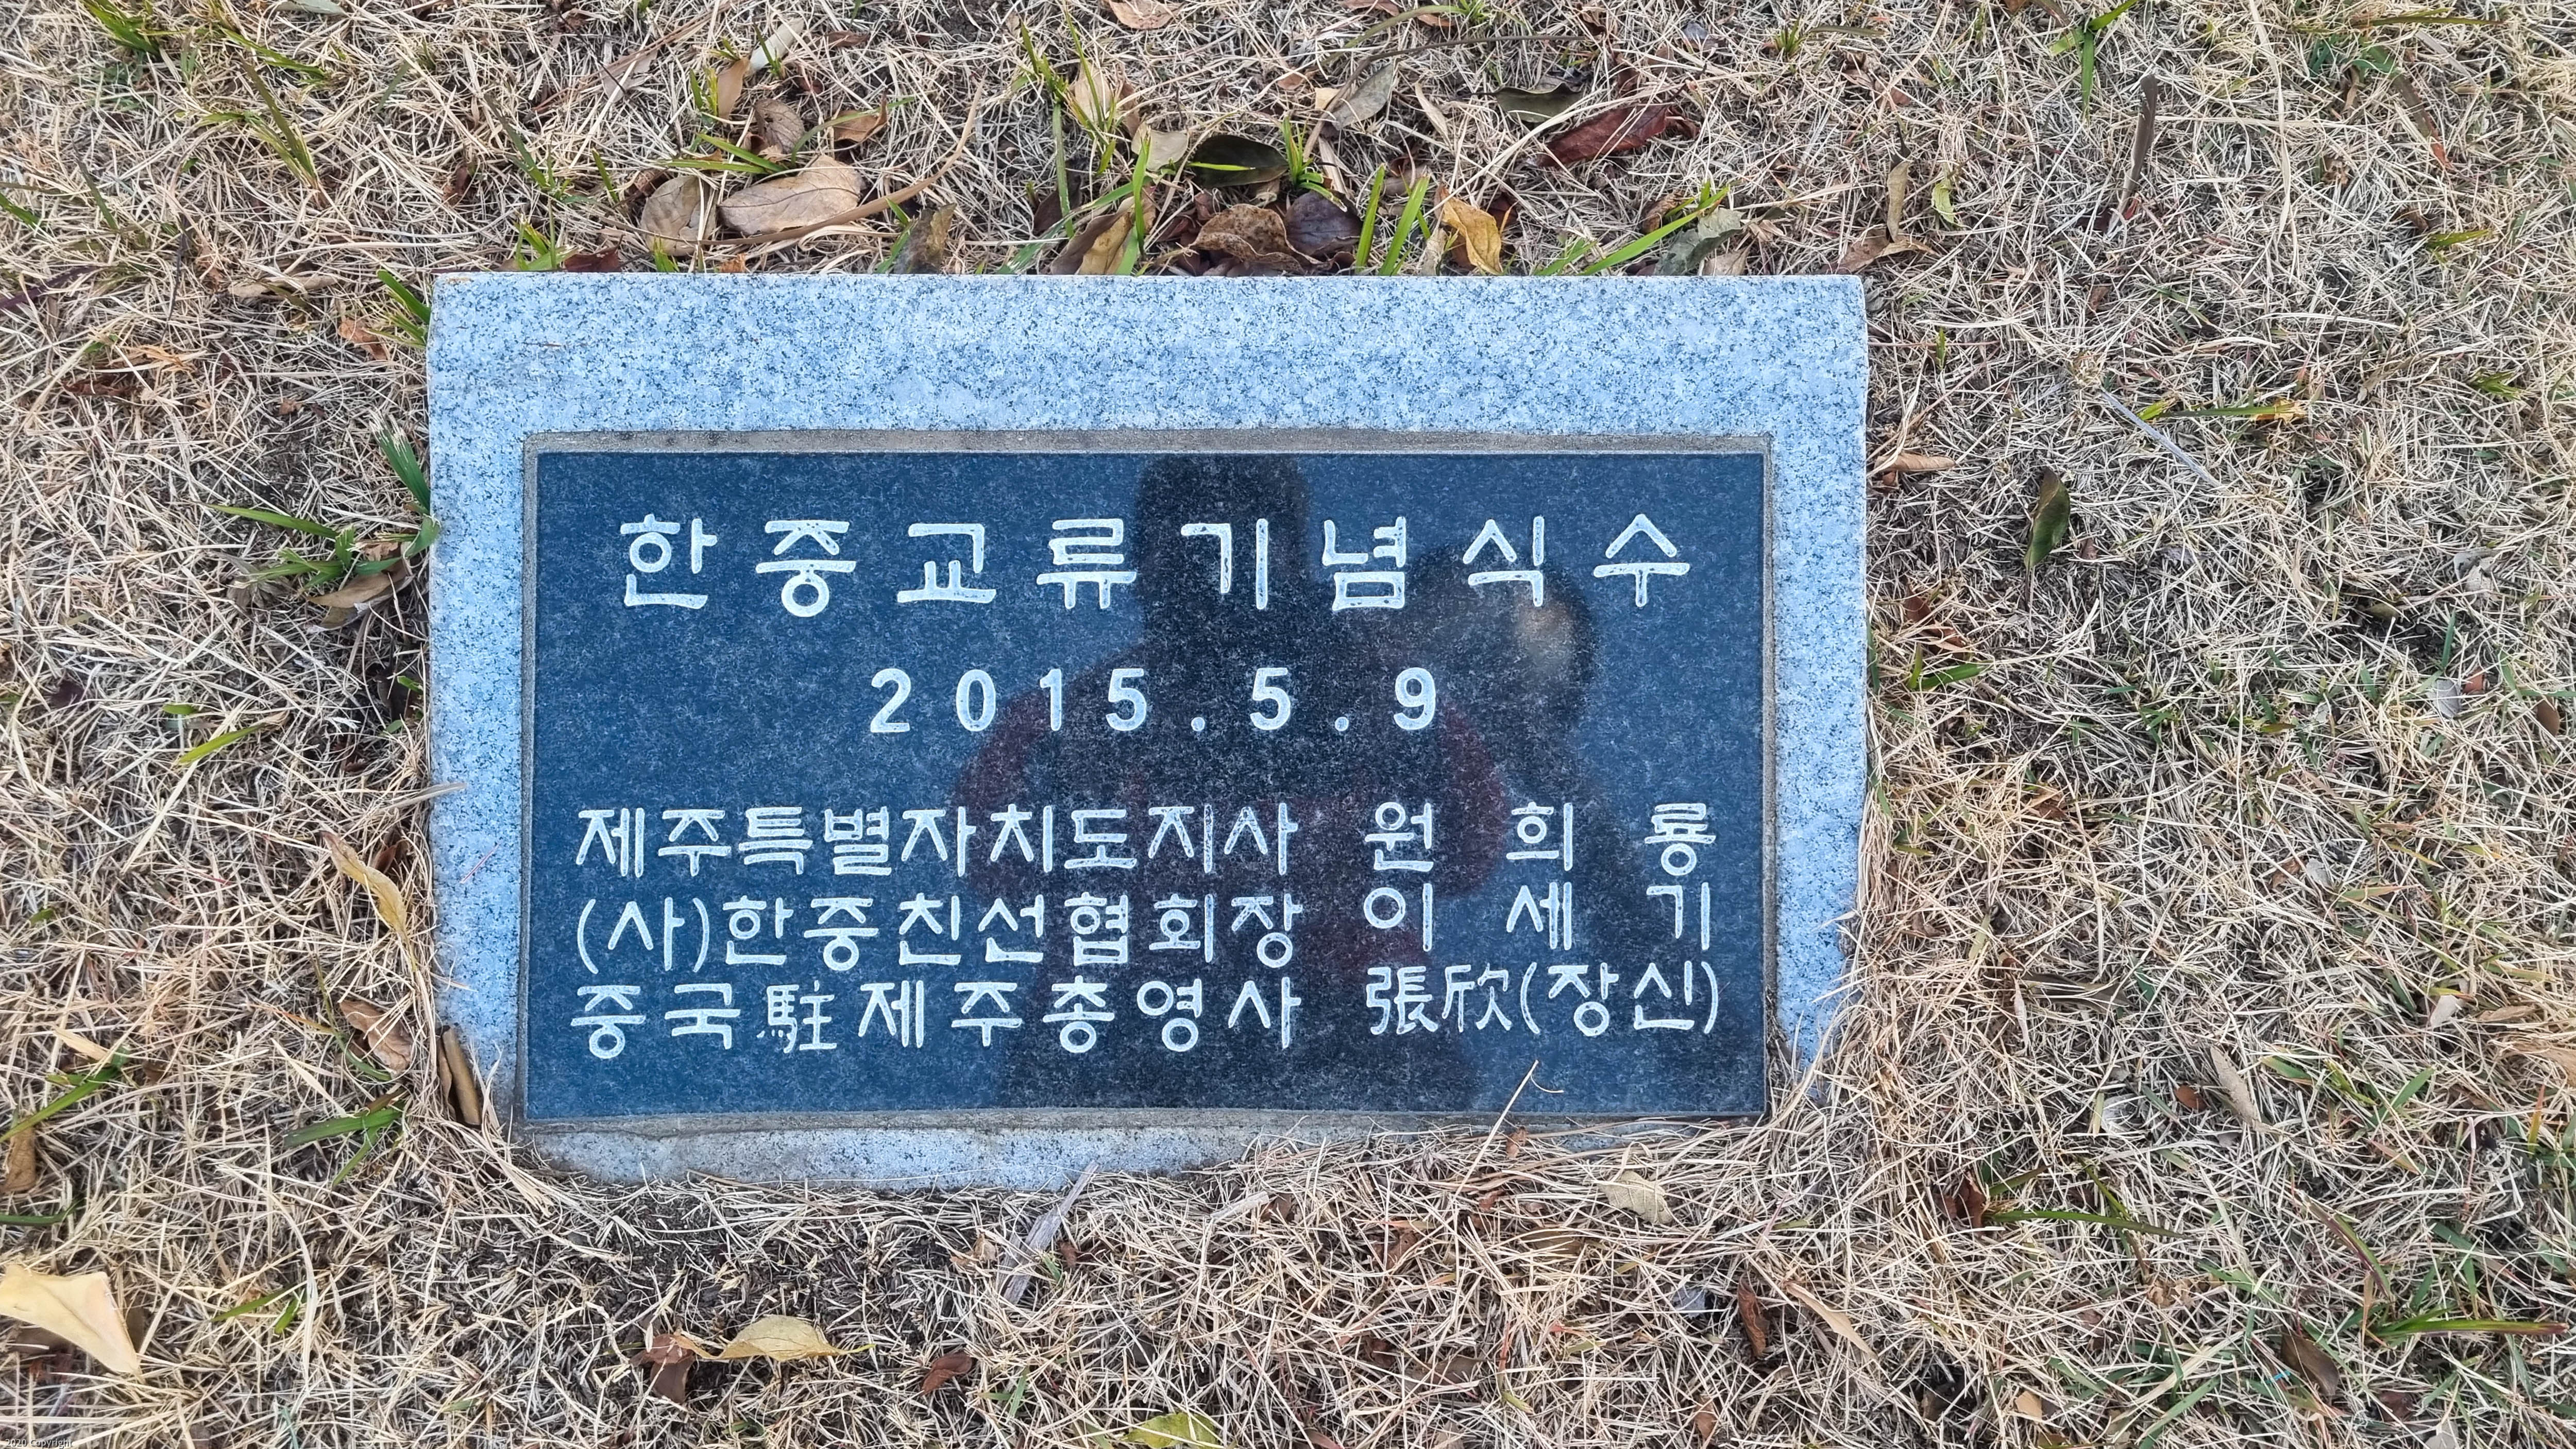 한중교류기념식수
2015.5.9
제주특별자치도지사 원희룡
(사)한중친선협회장 이세기
중국駐제주총영사 張欣(장신)
2020 Copyright